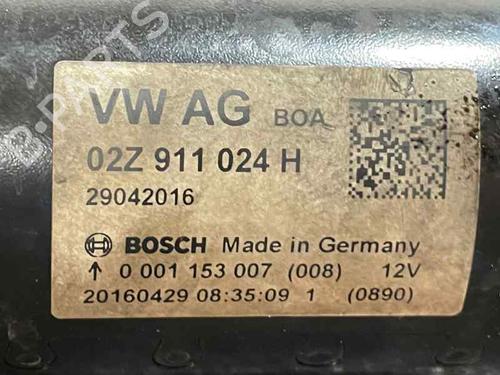 VW AG BOA
02Z 911 024 H
29042016
BOSCH Made in Germany
↑ 0 001 153 007 (008) 12V
20160429 08:35:09 1 (0890)